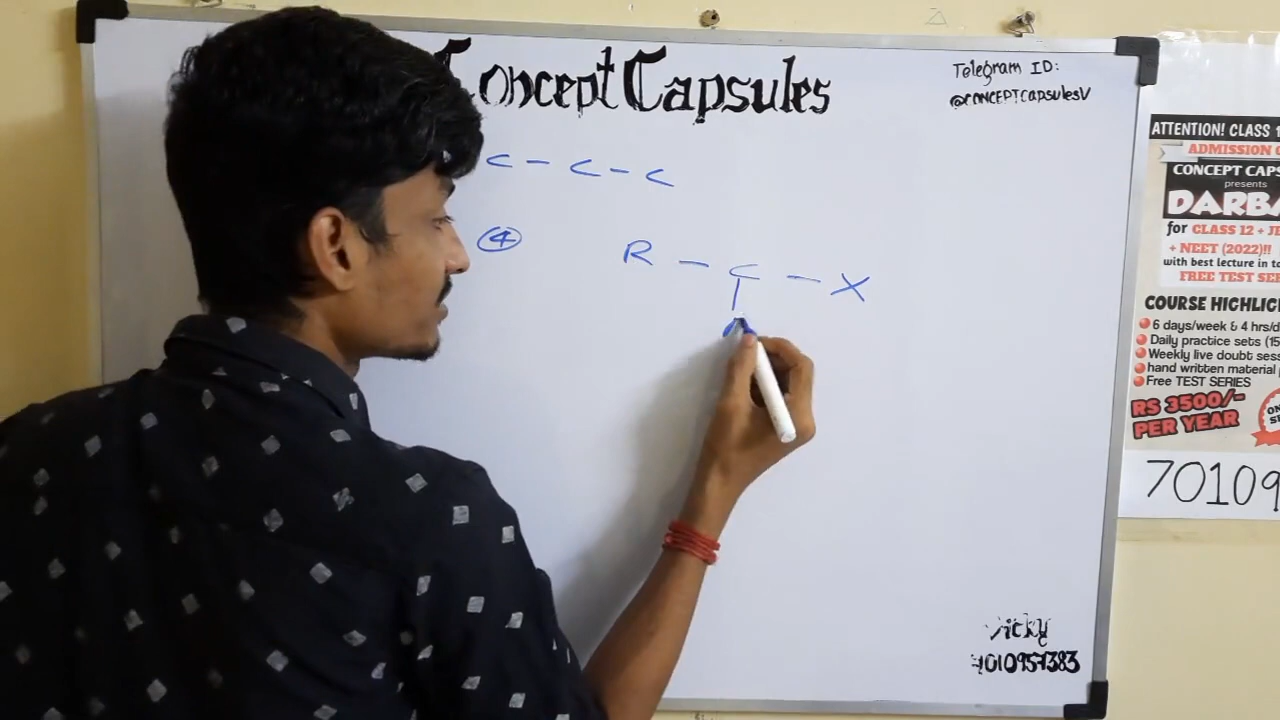 Concept Capsules
Telegram ID:
@CONCEPTCapsulesV
C - C - C
④
R - C - X
Vicky
7010957383
ATTENTION! CLASS 1
ADMISSION
CONCEPT CAPS
presents
DARBA
for CLASS 12 + JE
+ NEET (2022)!!
with best lecture in ta
FREE TEST SE
COURSE HIGHLIG
6 days/week & 4 hrs/d
Daily practice sets (15
Weekly live doubt sess
hand written material
Free TEST SERIES
RS 3500/-
PER YEAR
70109